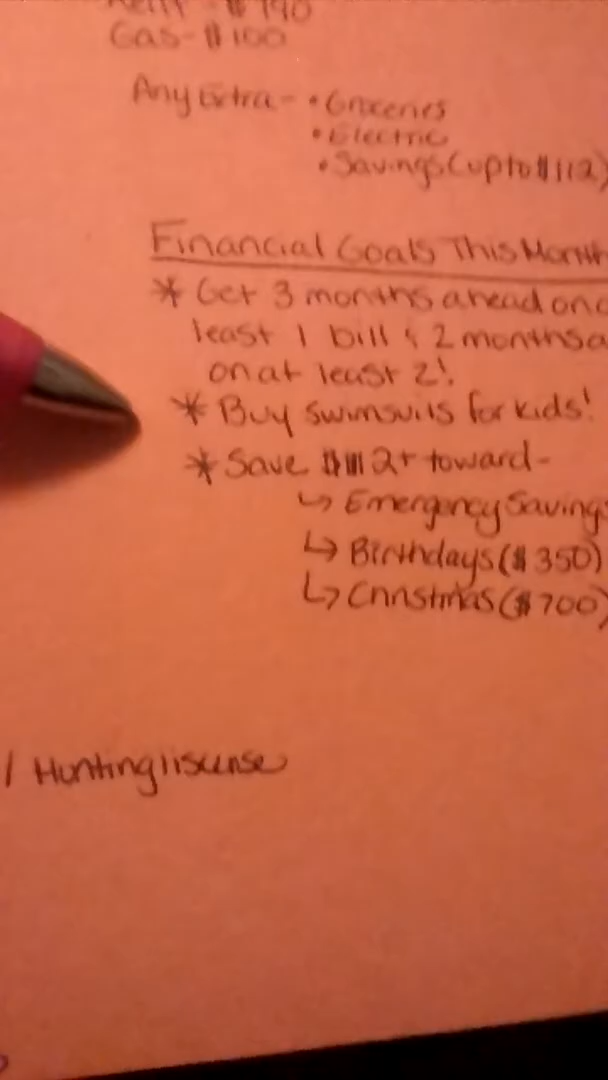 Rent - $790
Gas - $100
Any Extra - • Groceries
• Electric
• Savings (up to $112)
Financial Goals This Month
* Get 3 months ahead on
least 1 bill & 2 months
on at least 2!
* Buy swimsuits for kids!
* Save $112+ toward -
↳ Emergency Savings
↳ Birthdays ($350)
↳ Christmas ($700)
/ Hunting liscense